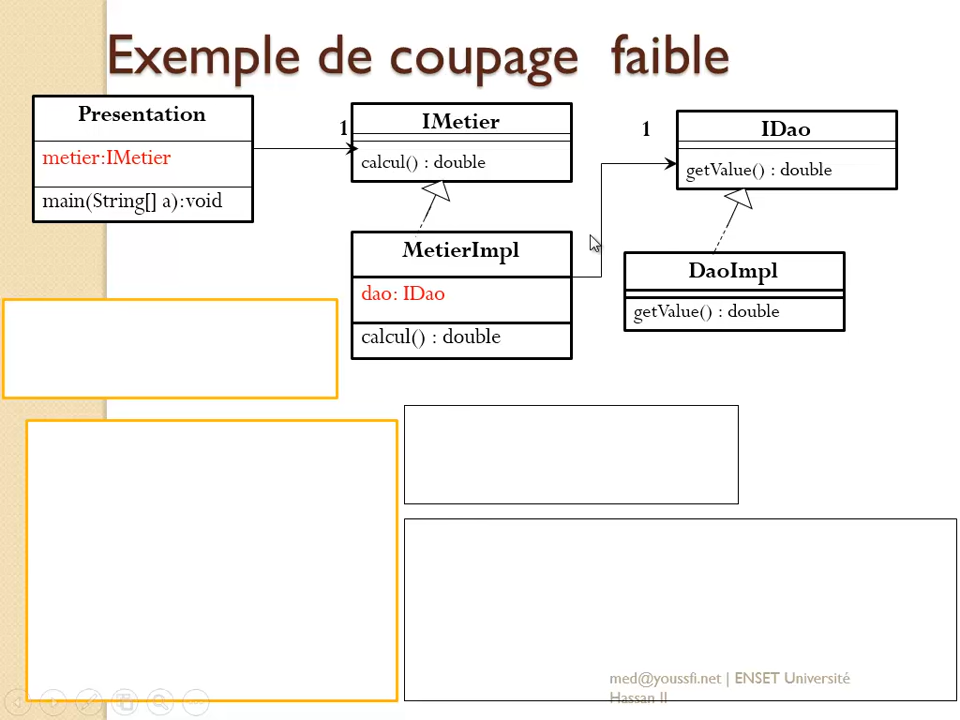 Exemple de coupage faible
Presentation
metier:IMetier
main(String[] a):void
1
IMetier
calcul() : double
1
IDao
getValue() : double
MetierImpl
dao: IDao
calcul() : double
DaoImpl
getValue() : double
med@youssfi.net | ENSET Université
Hassan II